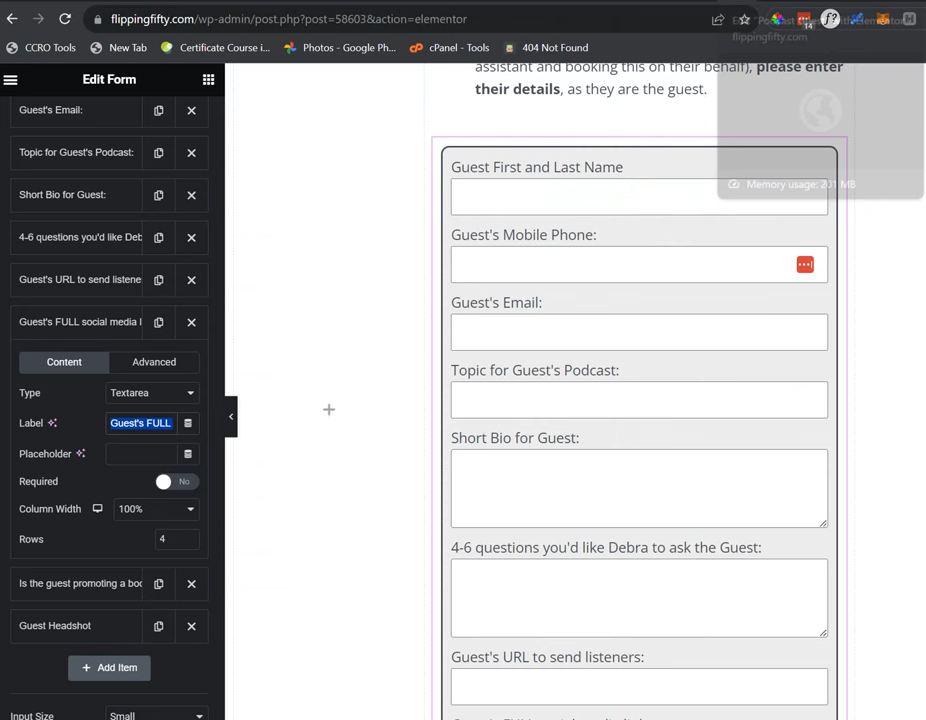 flippingfifty.com/wp-admin/post.php?post=58603&action=elementor
14
f?
flippingfifty.com
CCRO Tools
New Tab
Certificate Course i...
Photos - Google Ph...
cPanel - Tools
404 Not Found
Edit Form
assistant and booking this on their behalf), please enter
their details, as they are the guest.
Memory usage: 201 MB
Guest's Email:
Topic for Guest's Podcast:
Short Bio for Guest:
4-6 questions you'd like Deb
Guest's URL to send listene
Guest's FULL social media l
Content
Advanced
Type
Textarea
Label
Guest's FULL
Placeholder
Required
No
Column Width
100%
Rows
4
Is the guest promoting a boo
Guest Headshot
+ Add Item
Input Size
Small
Guest First and Last Name
Guest's Mobile Phone:
Guest's Email:
Topic for Guest's Podcast:
Short Bio for Guest:
4-6 questions you'd like Debra to ask the Guest:
Guest's URL to send listeners: